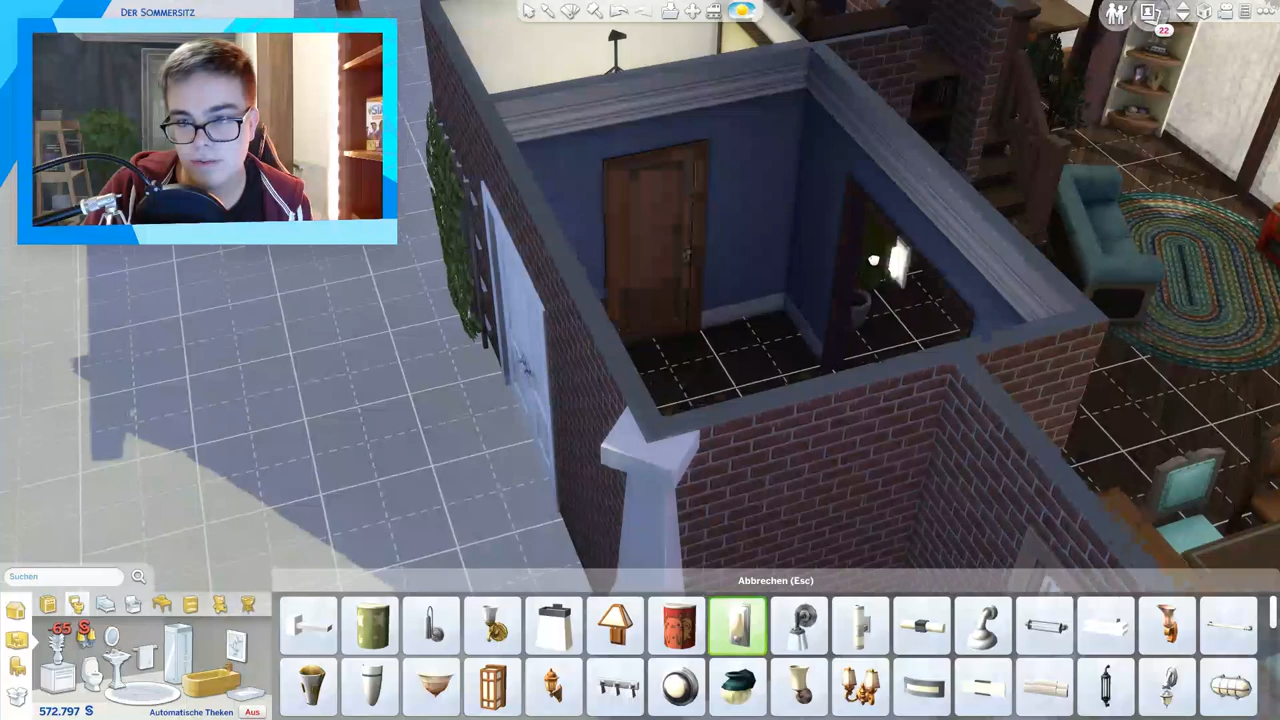 DER SOMMERSITZ
22
Abbrechen (Esc)
Suchen
-65 S
572.797 S
Automatische Theken
Aus